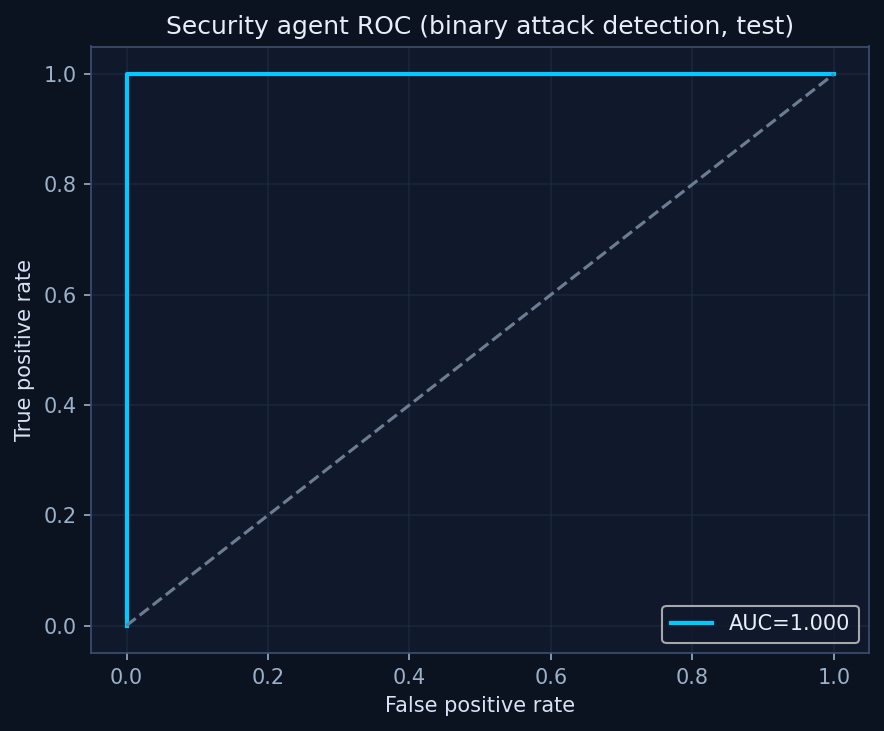 Security agent ROC (binary attack detection, test)
True positive rate
1.0
0.8
0.6
0.4
0.2
0.0
AUC=1.000
0.0 0.2 0.4 0.6 0.8 1.0
False positive rate